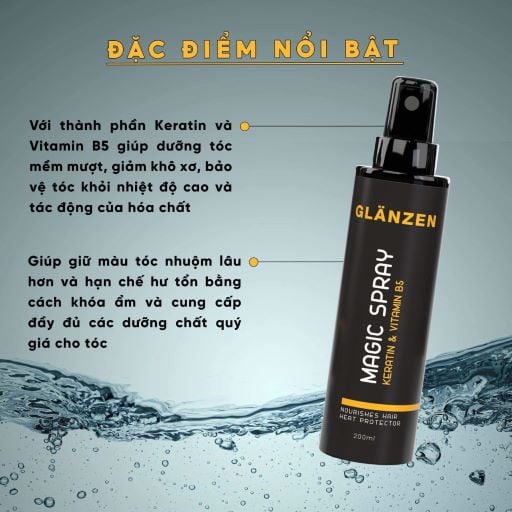 ĐẶC ĐIỂM NỔI BẬT
Với thành phần Keratin và
Vitamin B5 giúp dưỡng tóc
mềm mượt, giảm khô xơ, bảo
vệ tóc khỏi nhiệt độ cao và
tác động của hóa chất
Giúp giữ màu tóc nhuộm lâu
hơn và hạn chế hư tổn bằng
cách khóa ẩm và cung cấp
đầy đủ các dưỡng chất quý
giá cho tóc
GLÄNZEN
MAGIC SPRAY
KERATIN & VITAMIN B5
NOURISHES HAIR
HEAT PROTECTOR
200ml